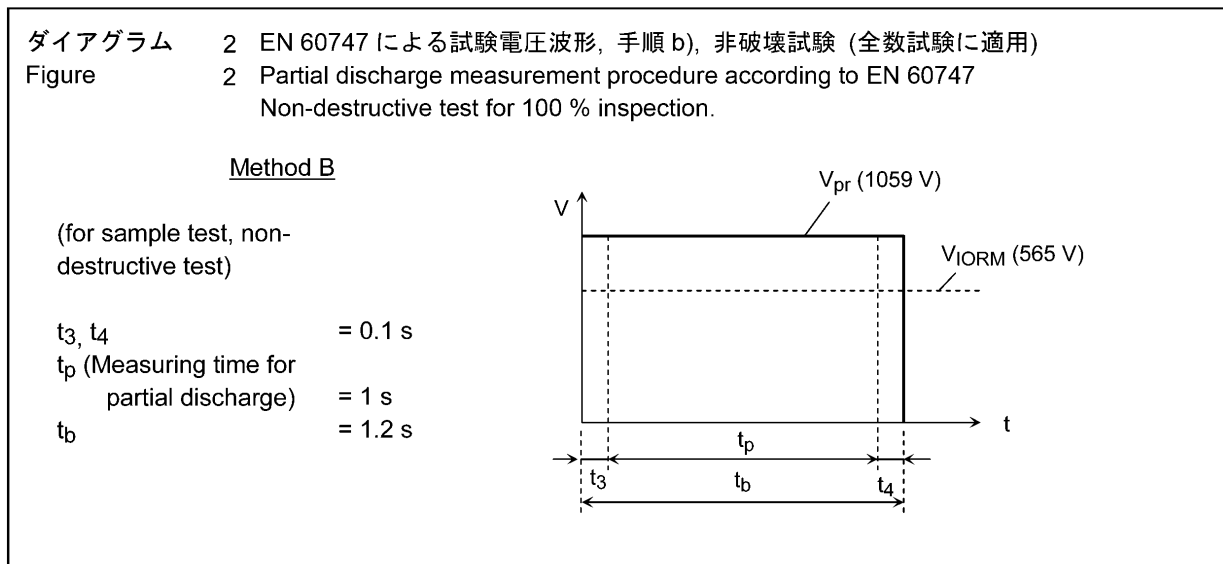 ダイアグラム 2 EN 60747 による試験電圧波形, 手順 b), 非破壊試験 (全数試験に適用)
Figure 2 Partial discharge measurement procedure according to EN 60747
Non-destructive test for 100 % inspection.
Method B
(for sample test, non-
destructive test)
t3, t4 = 0.1 s
tp (Measuring time for
partial discharge) = 1 s
tb = 1.2 s
V
Vpr (1059 V)
VIORM (565 V)
t
tp
t3
tb
t4